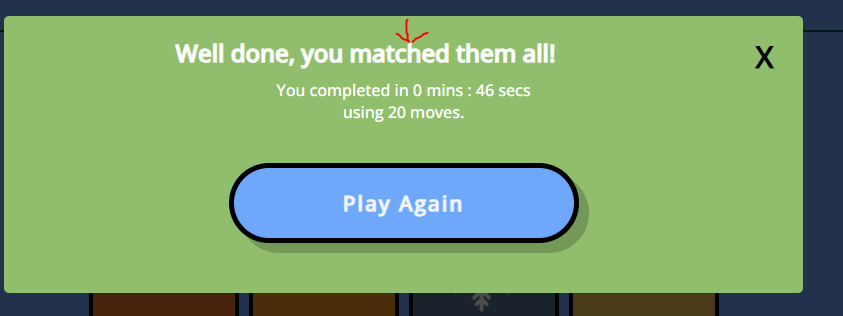 Well done, you matched them all!
X
You completed in 0 mins : 46 secs
using 20 moves.
Play Again